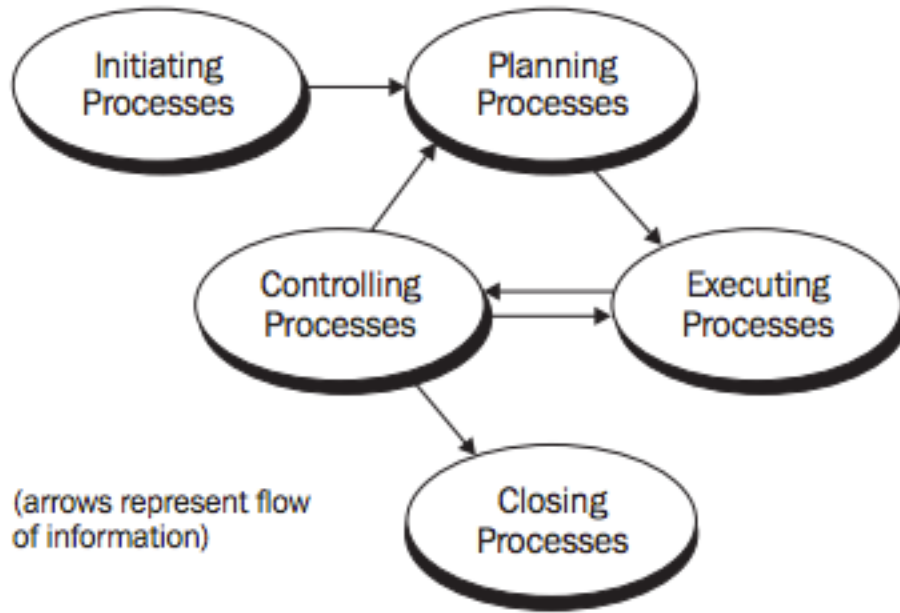 Initiating
Processes
Planning
Processes
Controlling
Processes
Executing
Processes
(arrows represent flow
of information)
Closing
Processes